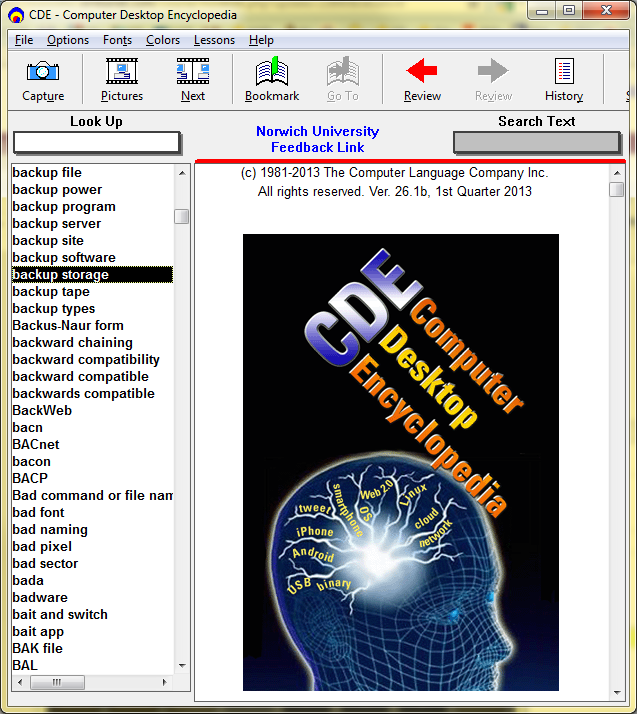 CDE - Computer Desktop Encyclopedia
File Options Fonts Colors Lessons Help
Capture Pictures Next Bookmark Go To Review Review History S
Look Up
Norwich University
Feedback Link
Search Text
backup file
backup power
backup program
backup server
backup site
backup software
backup storage
backup tape
backup types
Backus-Naur form
backward chaining
backward compatibility
backward compatible
backwards compatible
BackWeb
bacn
BACnet
bacon
BACP
Bad command or file nam
bad font
bad naming
bad pixel
bad sector
bada
badware
bait and switch
bait app
BAK file
BAL
(c) 1981-2013 The Computer Language Company Inc.
All rights reserved. Ver. 26.1b, 1st Quarter 2013
CDE
Computer
Desktop
Encyclopedia
tweet
smartphone
OS
Web 2.0
Linux
cloud
network
iPhone
Android
USB
binary